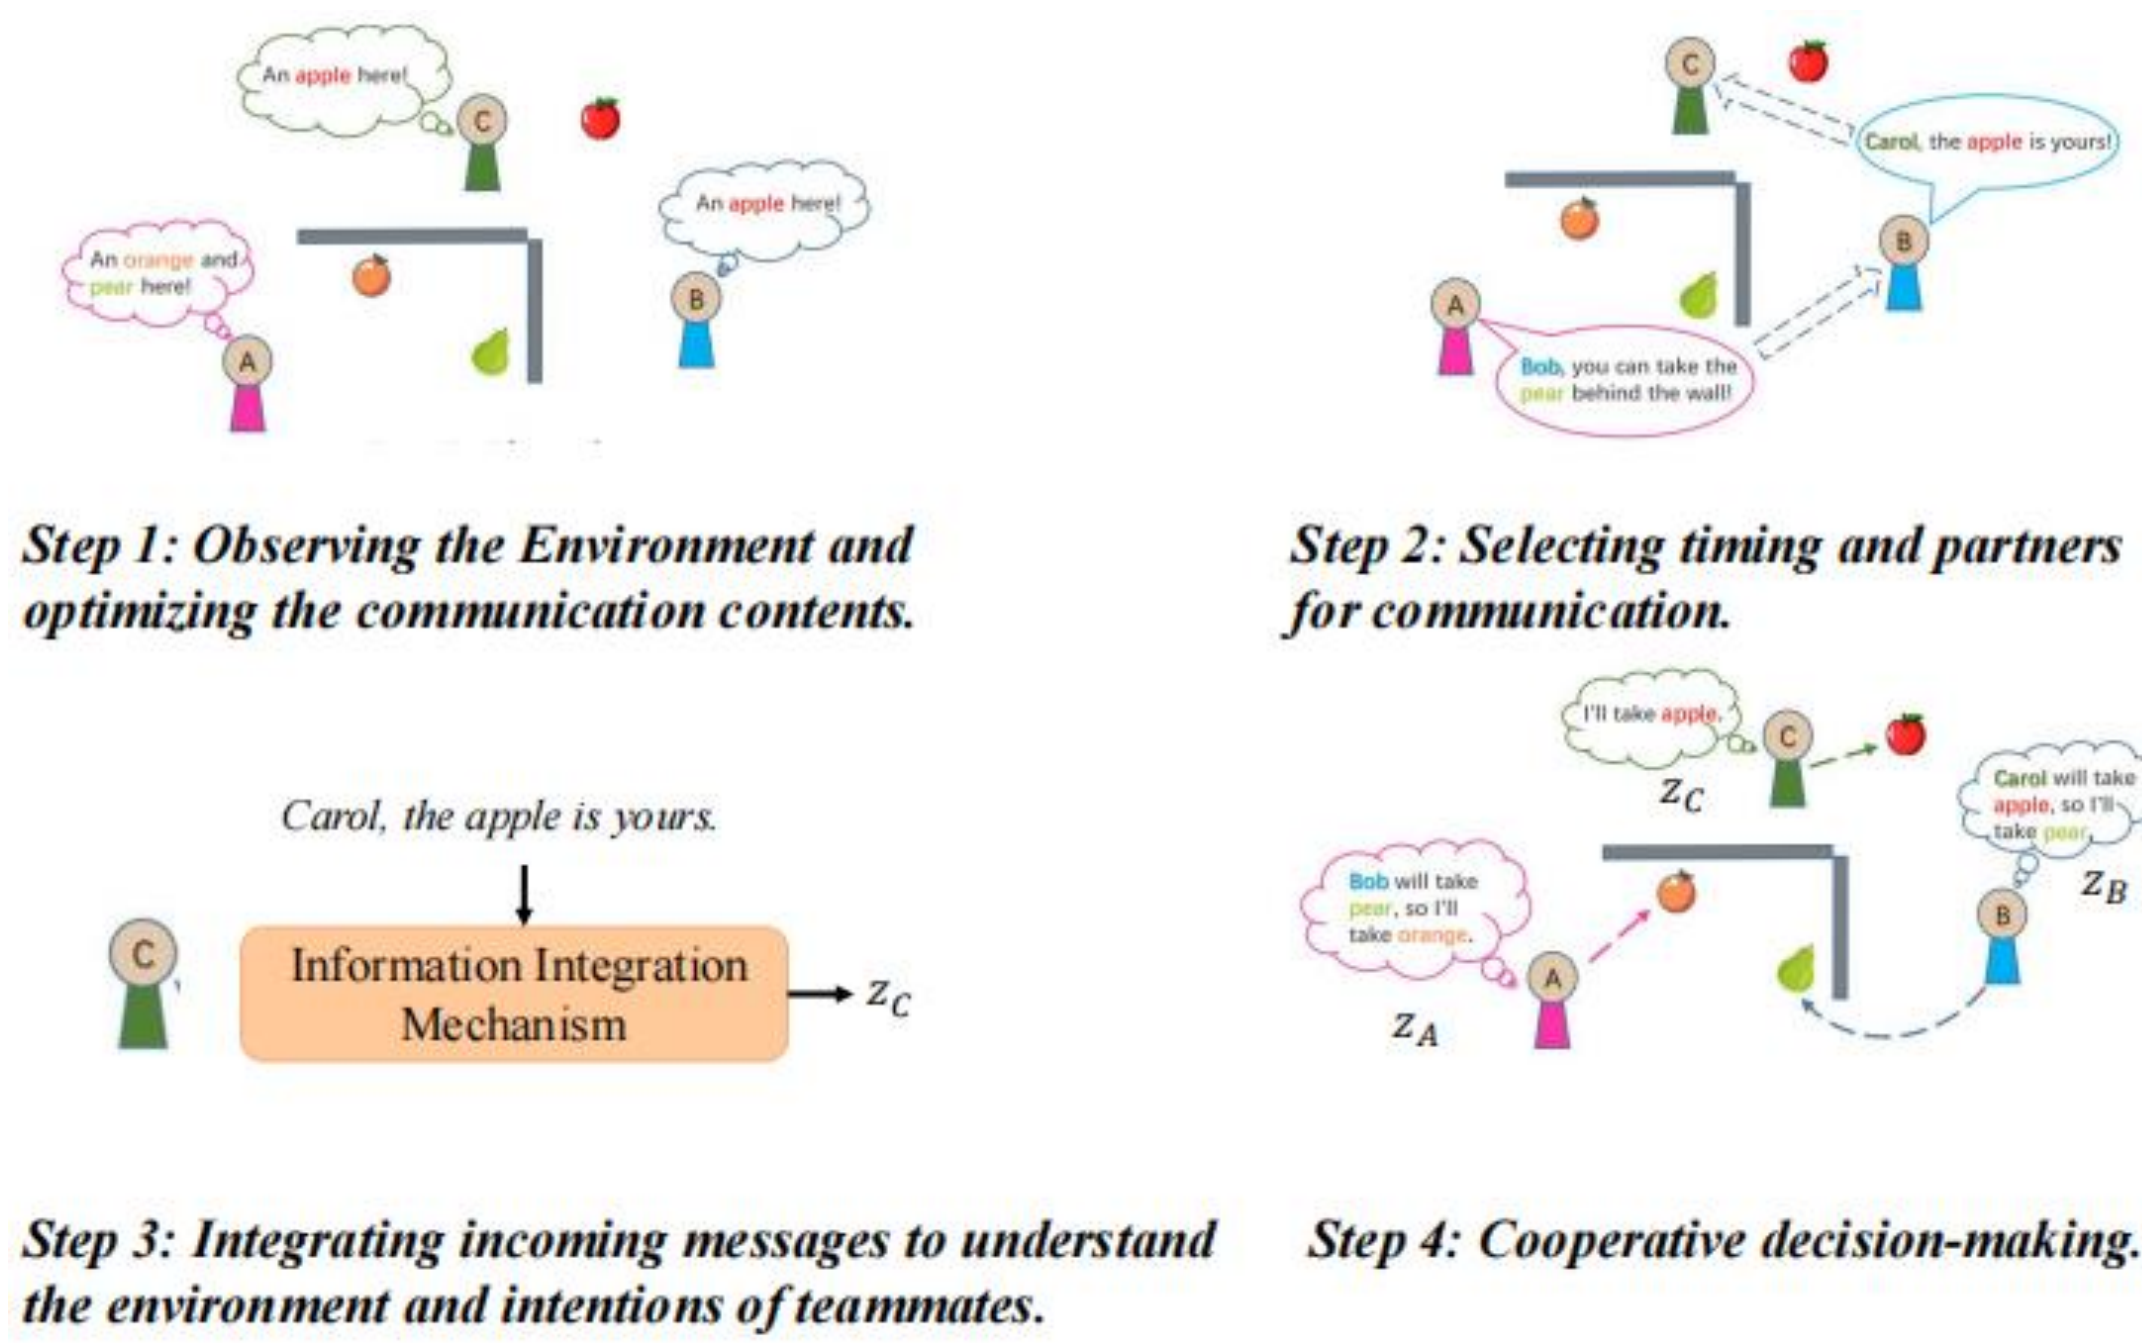 An apple here!
C
An apple here!
An orange and
pear here!
B
A
Step 1: Observing the Environment and
optimizing the communication contents.
C
Carol, the apple is yours!
B
A
Bob, you can take the
pear behind the wall!
Step 2: Selecting timing and partners
for communication.
Carol, the apple is yours.
C
Information Integration
Mechanism
z_C
Step 3: Integrating incoming messages to understand
the environment and intentions of teammates.
I'll take apple.
C
z_C
Carol will take
apple, so I'll
take pear.
z_B
B
Bob will take
pear, so I'll
take orange.
A
z_A
Step 4: Cooperative decision-making.